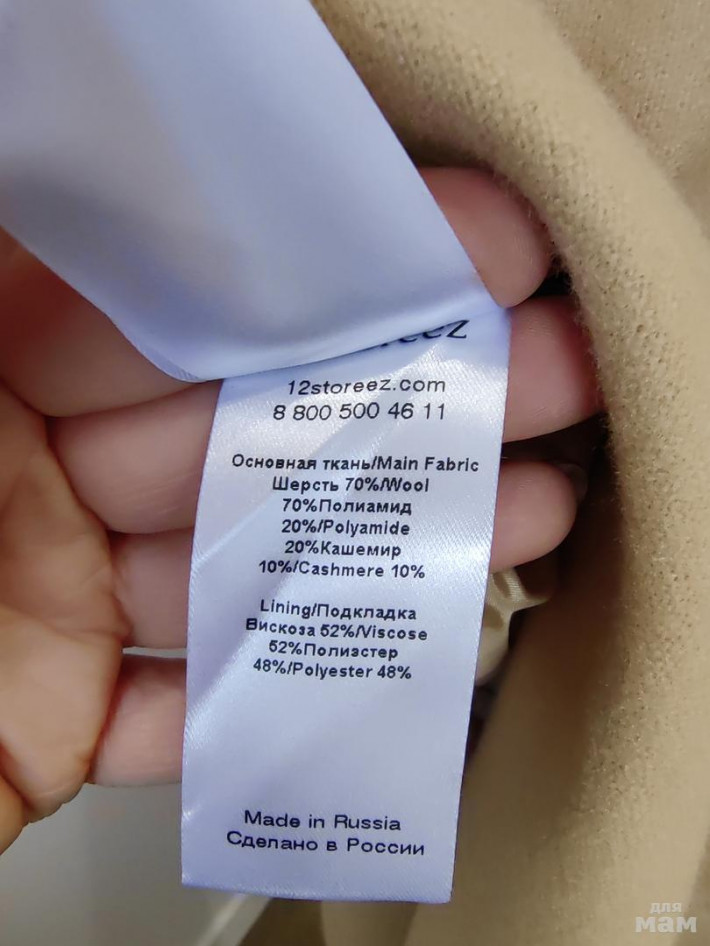 12storeez.com
8 800 500 46 11
Основная ткань/Main Fabric
Шерсть 70%/Wool
70%Полиамид
20%/Polyamide
20%Кашемир
10%/Cashmere 10%
Lining/Подкладка
Вискоза 52%/Viscose
52%Полиэстер
48%/Polyester 48%
Made in Russia
Сделано в России
для
мам